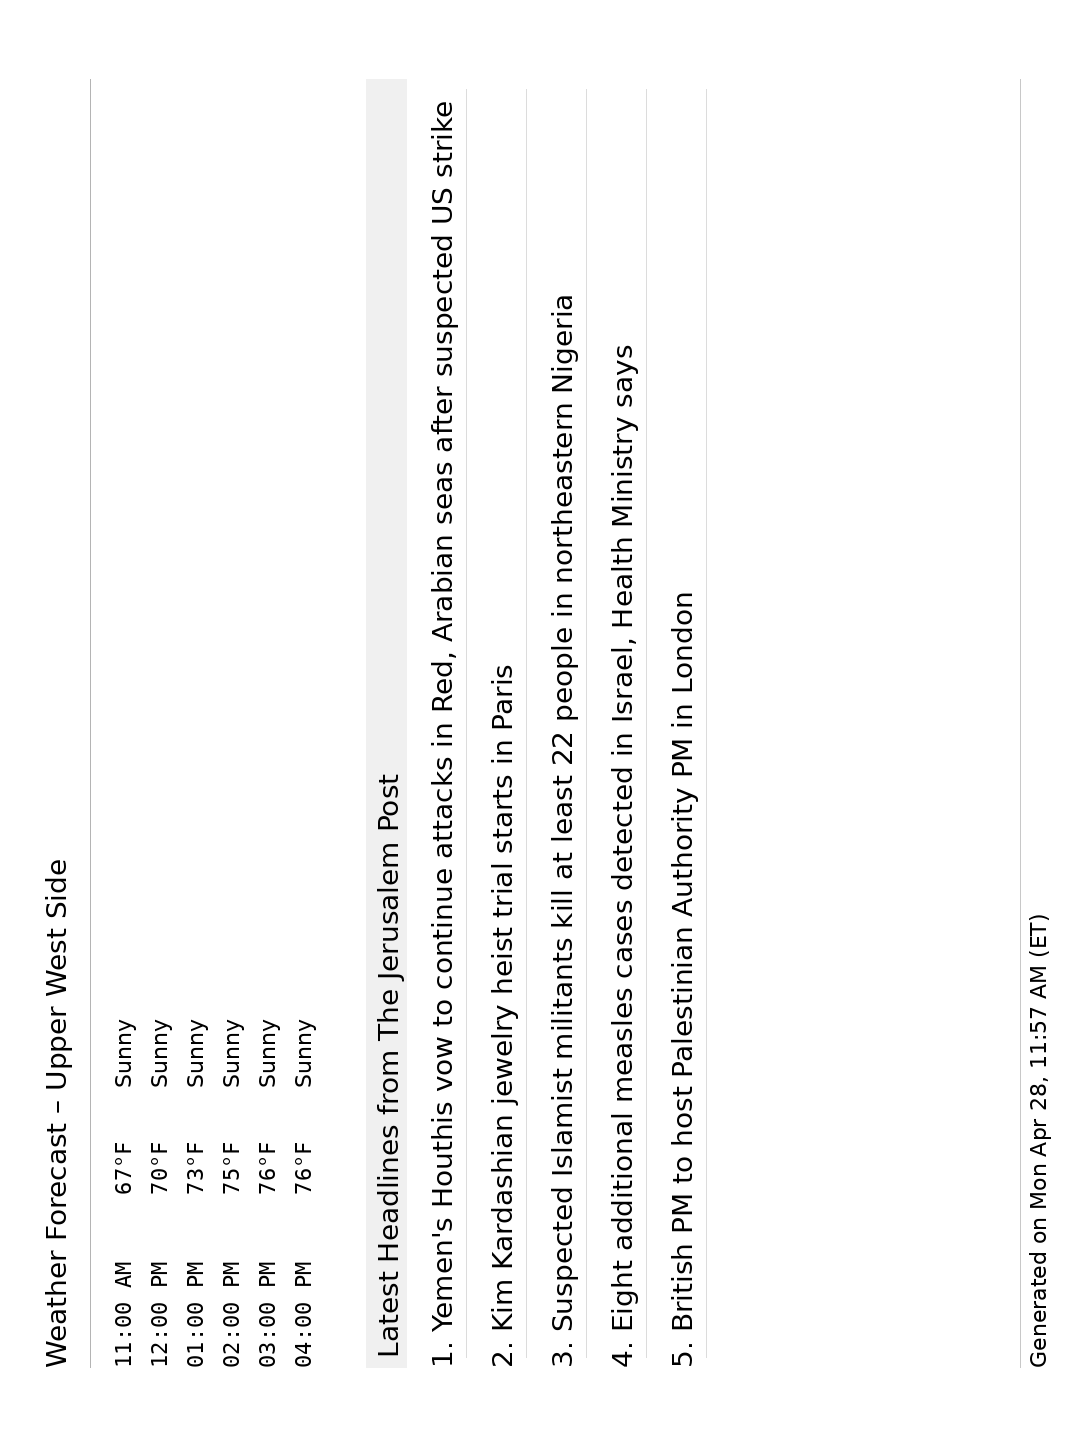 Weather Forecast – Upper West Side
11:00 AM 67°F Sunny
12:00 PM 70°F Sunny
01:00 PM 73°F Sunny
02:00 PM 75°F Sunny
03:00 PM 76°F Sunny
04:00 PM 76°F Sunny
Latest Headlines from The Jerusalem Post
1. Yemen's Houthis vow to continue attacks in Red, Arabian seas after suspected US strike
2. Kim Kardashian jewelry heist trial starts in Paris
3. Suspected Islamist militants kill at least 22 people in northeastern Nigeria
4. Eight additional measles cases detected in Israel, Health Ministry says
5. British PM to host Palestinian Authority PM in London
Generated on Mon Apr 28, 11:57 AM (ET)